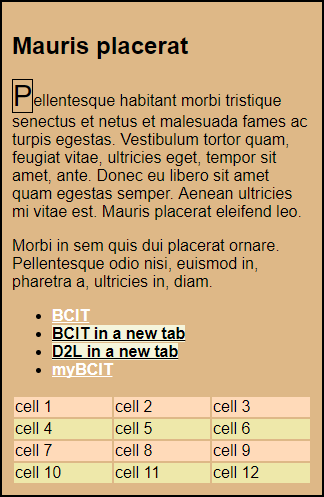 Mauris placerat
Pellentesque habitant morbi tristique
senectus et netus et malesuada fames ac
turpis egestas. Vestibulum tortor quam,
feugiat vitae, ultricies eget, tempor sit
amet, ante. Donec eu libero sit amet
quam egestas semper. Aenean ultricies
mi vitae est. Mauris placerat eleifend leo.
Morbi in sem quis dui placerat ornare.
Pellentesque odio nisi, euismod in,
pharetra a, ultricies in, diam.
BCIT
BCIT in a new tab
D2L in a new tab
myBCIT
cell 1 cell 2 cell 3
cell 4 cell 5 cell 6
cell 7 cell 8 cell 9
cell 10 cell 11 cell 12